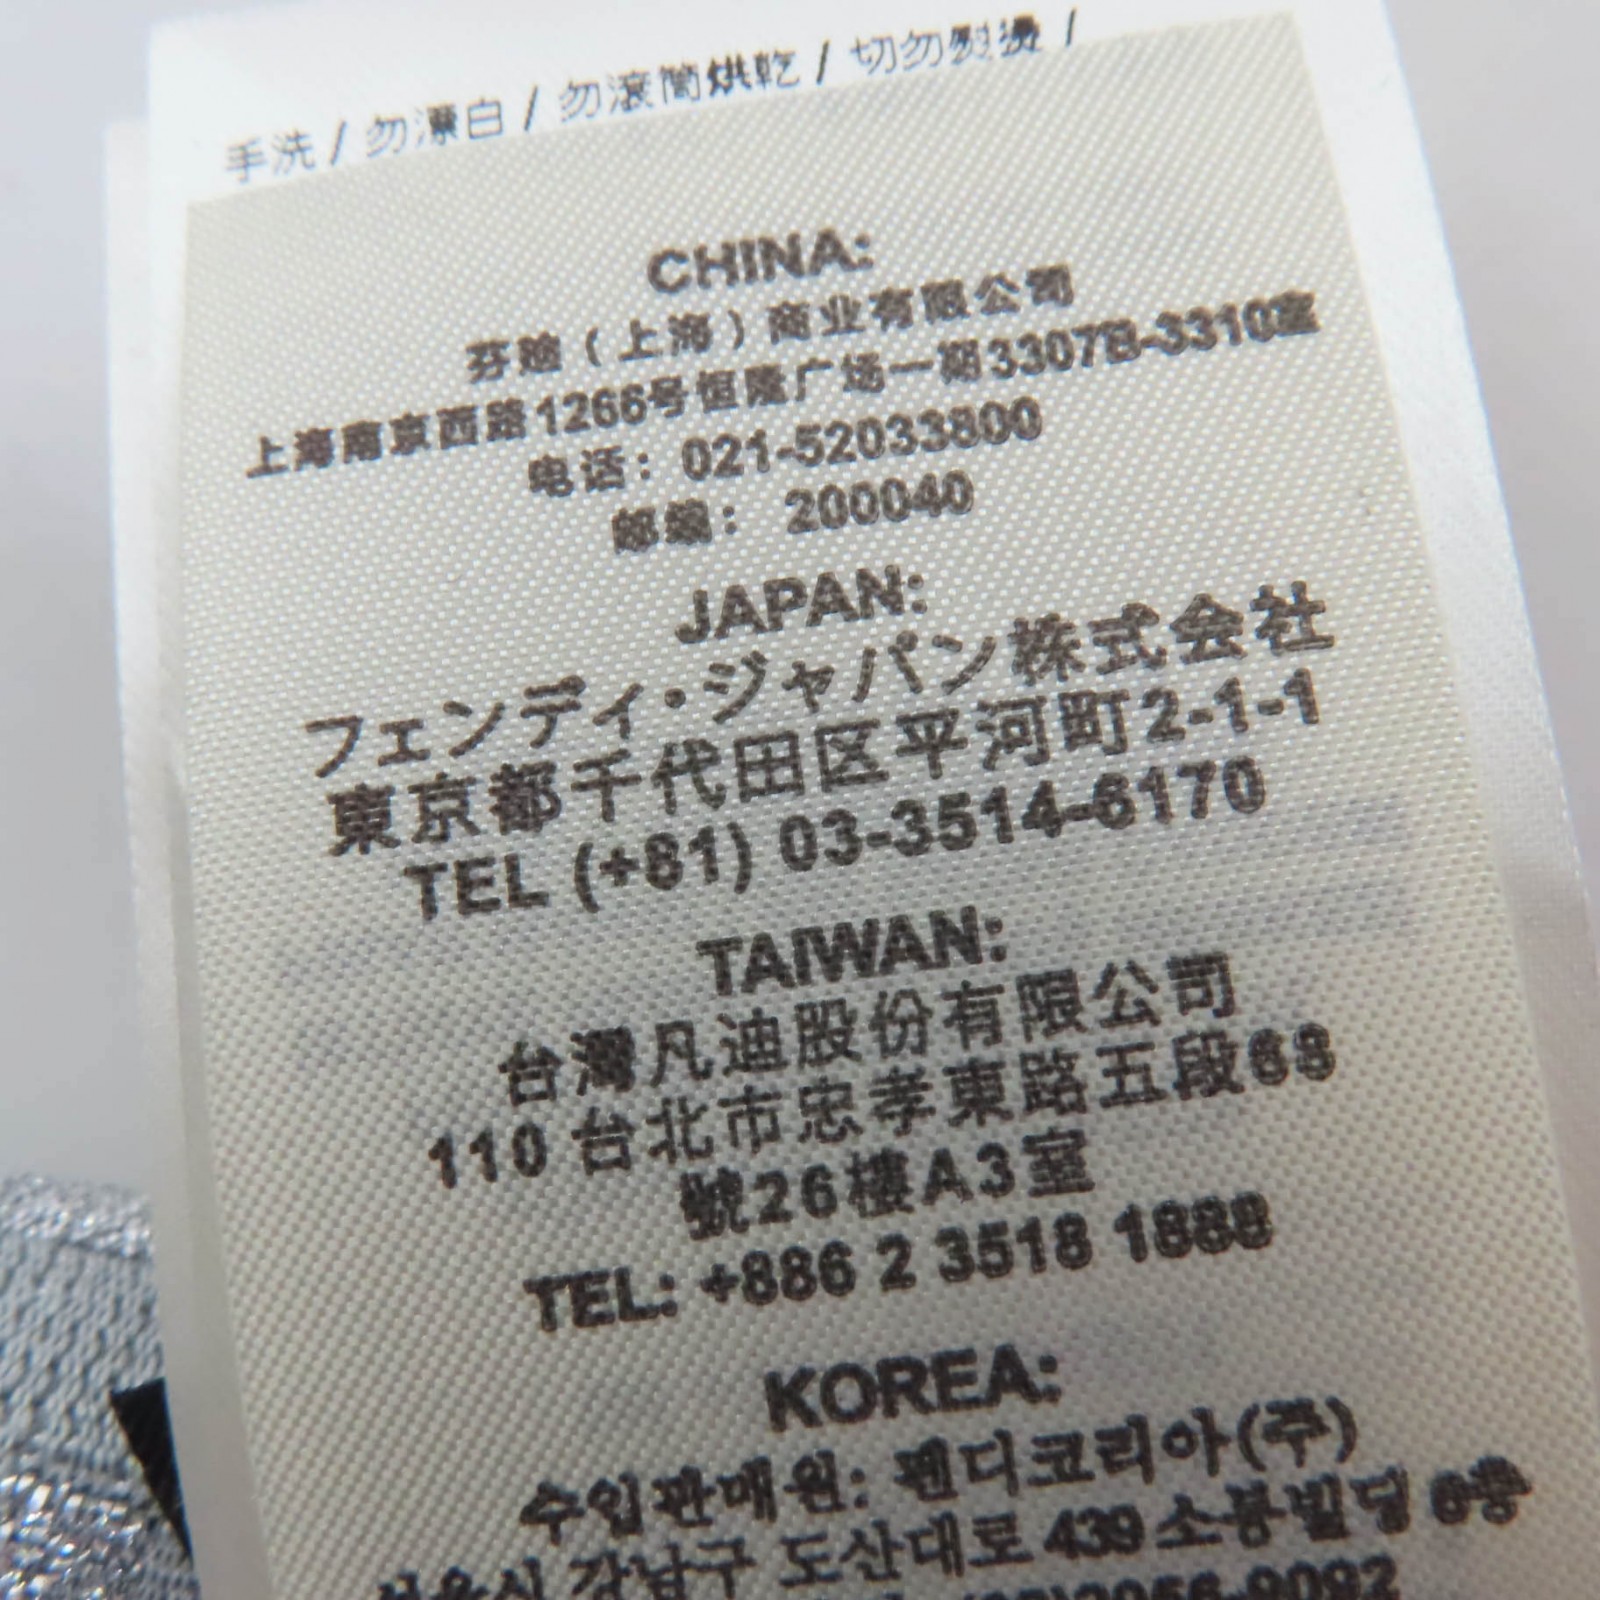 手洗 / 勿漂白 / 勿滾筒烘乾 / 切勿熨燙 /
CHINA:
芬迪（上海）商业有限公司
上海南京西路1266号恒隆广场一期3307B-3310室
电话：021-52033800
邮编：200040
JAPAN:
フェンディ・ジャパン株式会社
東京都千代田区平河町2-1-1
TEL (+81) 03-3514-6170
TAIWAN:
台灣凡迪股份有限公司
110 台北市忠孝東路五段68
號26樓A3室
TEL: +886 2 3518 1888
KOREA:
수입판매원: 펜디코리아(주)
서울시 강남구 도산대로 439 소봉빌딩 6층
2056-9092